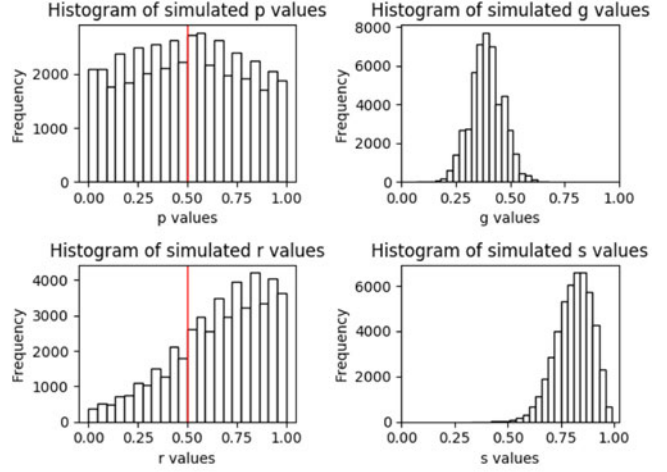 Histogram of simulated p values
Frequency
2000
1000
0
0.00 0.25 0.50 0.75 1.00
p values
Histogram of simulated g values
Frequency
8000
6000
4000
2000
0
0.00 0.25 0.50 0.75 1.00
g values
Histogram of simulated r values
Frequency
4000
3000
2000
1000
0
0.00 0.25 0.50 0.75 1.00
r values
Histogram of simulated s values
Frequency
6000
4000
2000
0
0.00 0.25 0.50 0.75 1.00
s values